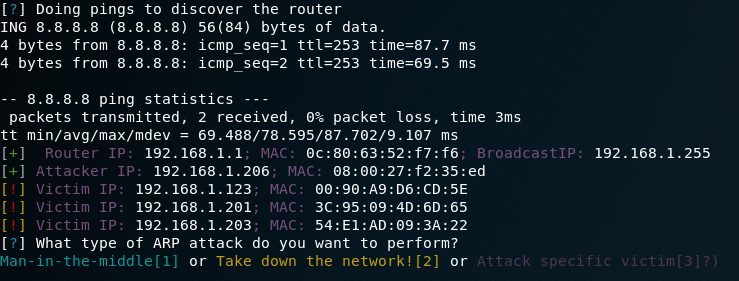 [?] Doing pings to discover the router
ING 8.8.8.8 (8.8.8.8) 56(84) bytes of data.
4 bytes from 8.8.8.8: icmp_seq=1 ttl=253 time=87.7 ms
4 bytes from 8.8.8.8: icmp_seq=2 ttl=253 time=69.5 ms
-- 8.8.8.8 ping statistics ---
packets transmitted, 2 received, 0% packet loss, time 3ms
tt min/avg/max/mdev = 69.488/78.595/87.702/9.107 ms
[+]  Router IP: 192.168.1.1; MAC: 0c:80:63:52:f7:f6; BroadcastIP: 192.168.1.255
[+] Attacker IP: 192.168.1.206; MAC: 08:00:27:f2:35:ed
[!] Victim IP: 192.168.1.123; MAC: 00:90:A9:D6:CD:5E
[!] Victim IP: 192.168.1.201; MAC: 3C:95:09:4D:6D:65
[!] Victim IP: 192.168.1.203; MAC: 54:E1:AD:09:3A:22
[?] What type of ARP attack do you want to perform?
Man-in-the-middle[1] or Take down the network![2] or Attack specific victim[3]?)